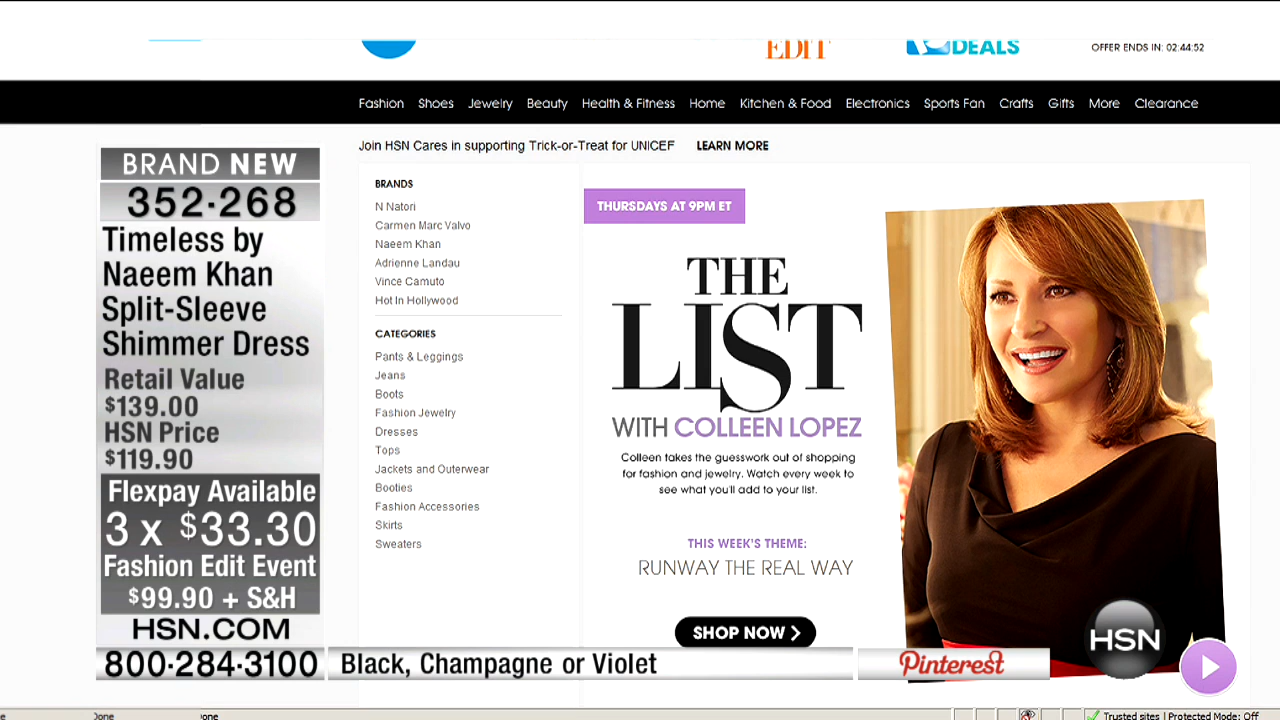 EDIT
DEALS
OFFER ENDS IN: 02:44:52
Fashion Shoes Jewelry Beauty Health & Fitness Home Kitchen & Food Electronics Sports Fan Crafts Gifts More Clearance
Join HSN Cares in supporting Trick-or-Treat for UNICEF LEARN MORE
BRAND NEW
352-268
Timeless by
Naeem Khan
Split-Sleeve
Shimmer Dress
Retail Value
$139.00
HSN Price
$119.90
Flexpay Available
3 x $33.30
Fashion Edit Event
$99.90 + S&H
HSN.COM
800-284-3100
BRANDS
N Natori
Carmen Marc Valvo
Naeem Khan
Adrienne Landau
Vince Camuto
Hot In Hollywood
CATEGORIES
Pants & Leggings
Jeans
Boots
Fashion Jewelry
Dresses
Tops
Jackets and Outerwear
Booties
Fashion Accessories
Skirts
Sweaters
THURSDAYS AT 9PM ET
THE
LIST
WITH COLLEEN LOPEZ
Colleen takes the guesswork out of shopping
for fashion and jewelry. Watch every week to
see what you'll add to your list.
THIS WEEK'S THEME:
RUNWAY THE REAL WAY
SHOP NOW
Black, Champagne or Violet
Pinterest
HSN
Done
Trusted sites | Protected Mode: Off